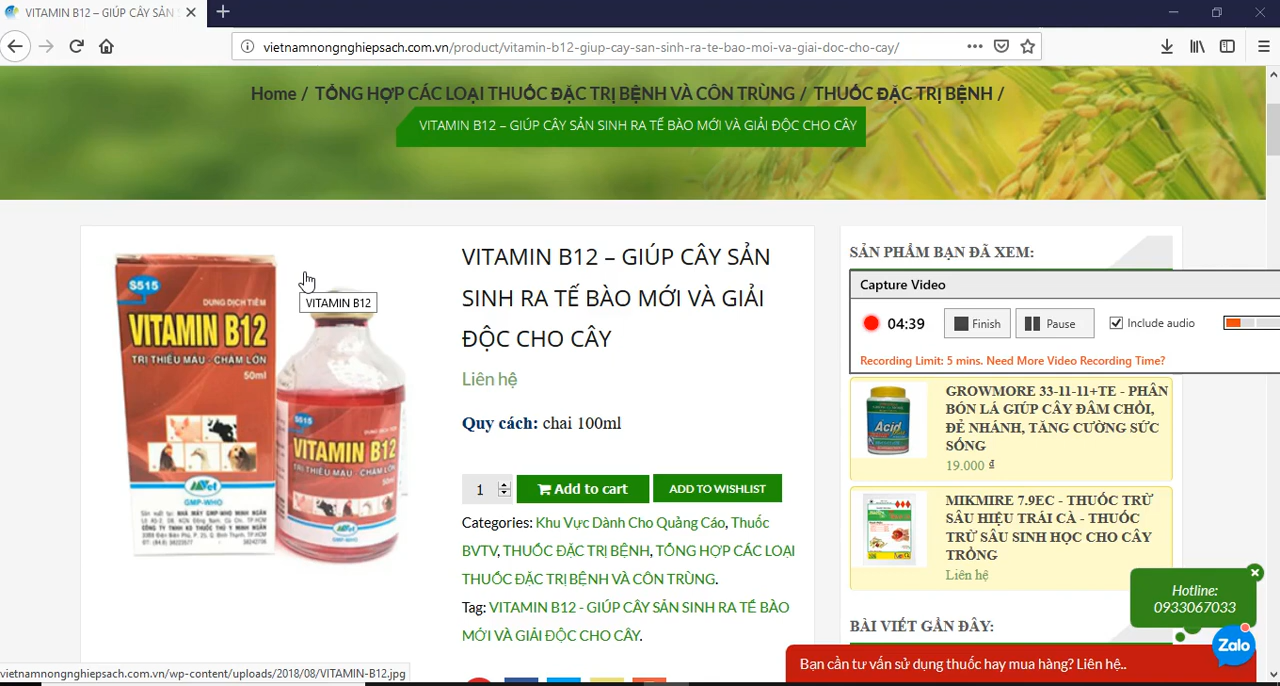 VITAMIN B12 – GIÚP CÂY SẢN S
vietnamnongnghiepsach.com.vn/product/vitamin-b12-giup-cay-san-sinh-ra-te-bao-moi-va-giai-doc-cho-cay/
Home / TỔNG HỢP CÁC LOẠI THUỐC ĐẶC TRỊ BỆNH VÀ CÔN TRÙNG / THUỐC ĐẶC TRỊ BỆNH /
VITAMIN B12 – GIÚP CÂY SẢN SINH RA TẾ BÀO MỚI VÀ GIẢI ĐỘC CHO CÂY
S515
DUNG DỊCH TIÊM
VITAMIN B12
TRỊ THIẾU MÁU - CHẬM LỚN
50ml
GMP-WHO
VITAMIN B12
S515
DUNG DỊCH TIÊM
VITAMIN B12
TRỊ THIẾU MÁU - CHẬM LỚN
50ml
GMP-WHO
VITAMIN B12 – GIÚP CÂY SẢN
SINH RA TẾ BÀO MỚI VÀ GIẢI
ĐỘC CHO CÂY
Liên hệ
Quy cách: chai 100ml
1
Add to cart
ADD TO WISHLIST
Categories: Khu Vực Dành Cho Quảng Cáo, Thuốc
BVTV, THUỐC ĐẶC TRỊ BỆNH, TỔNG HỢP CÁC LOẠI
THUỐC ĐẶC TRỊ BỆNH VÀ CÔN TRÙNG.
Tag: VITAMIN B12 - GIÚP CÂY SẢN SINH RA TẾ BÀO
MỚI VÀ GIẢI ĐỘC CHO CÂY.
SẢN PHẨM BẠN ĐÃ XEM:
Capture Video
04:39
Finish
Pause
Include audio
Recording Limit: 5 mins. Need More Video Recording Time?
Acid
GROWMORE 33-11-11+TE - PHÂN
BÓN LÁ GIÚP CÂY ĐÂM CHỒI,
ĐẺ NHÁNH, TĂNG CƯỜNG SỨC
SỐNG
19.000 ₫
MIKMIRE 7.9EC - THUỐC TRỪ
SÂU HIỆU TRÁI CÀ - THUỐC
TRỪ SÂU SINH HỌC CHO CÂY
TRỒNG
Liên hệ
BÀI VIẾT GẦN ĐÂY:
Hotline:
0933067033
Zalo
Bạn cần tư vấn sử dụng thuốc hay mua hàng? Liên hệ..
vietnamnongnghiepsach.com.vn/wp-content/uploads/2018/08/VITAMIN-B12.jpg